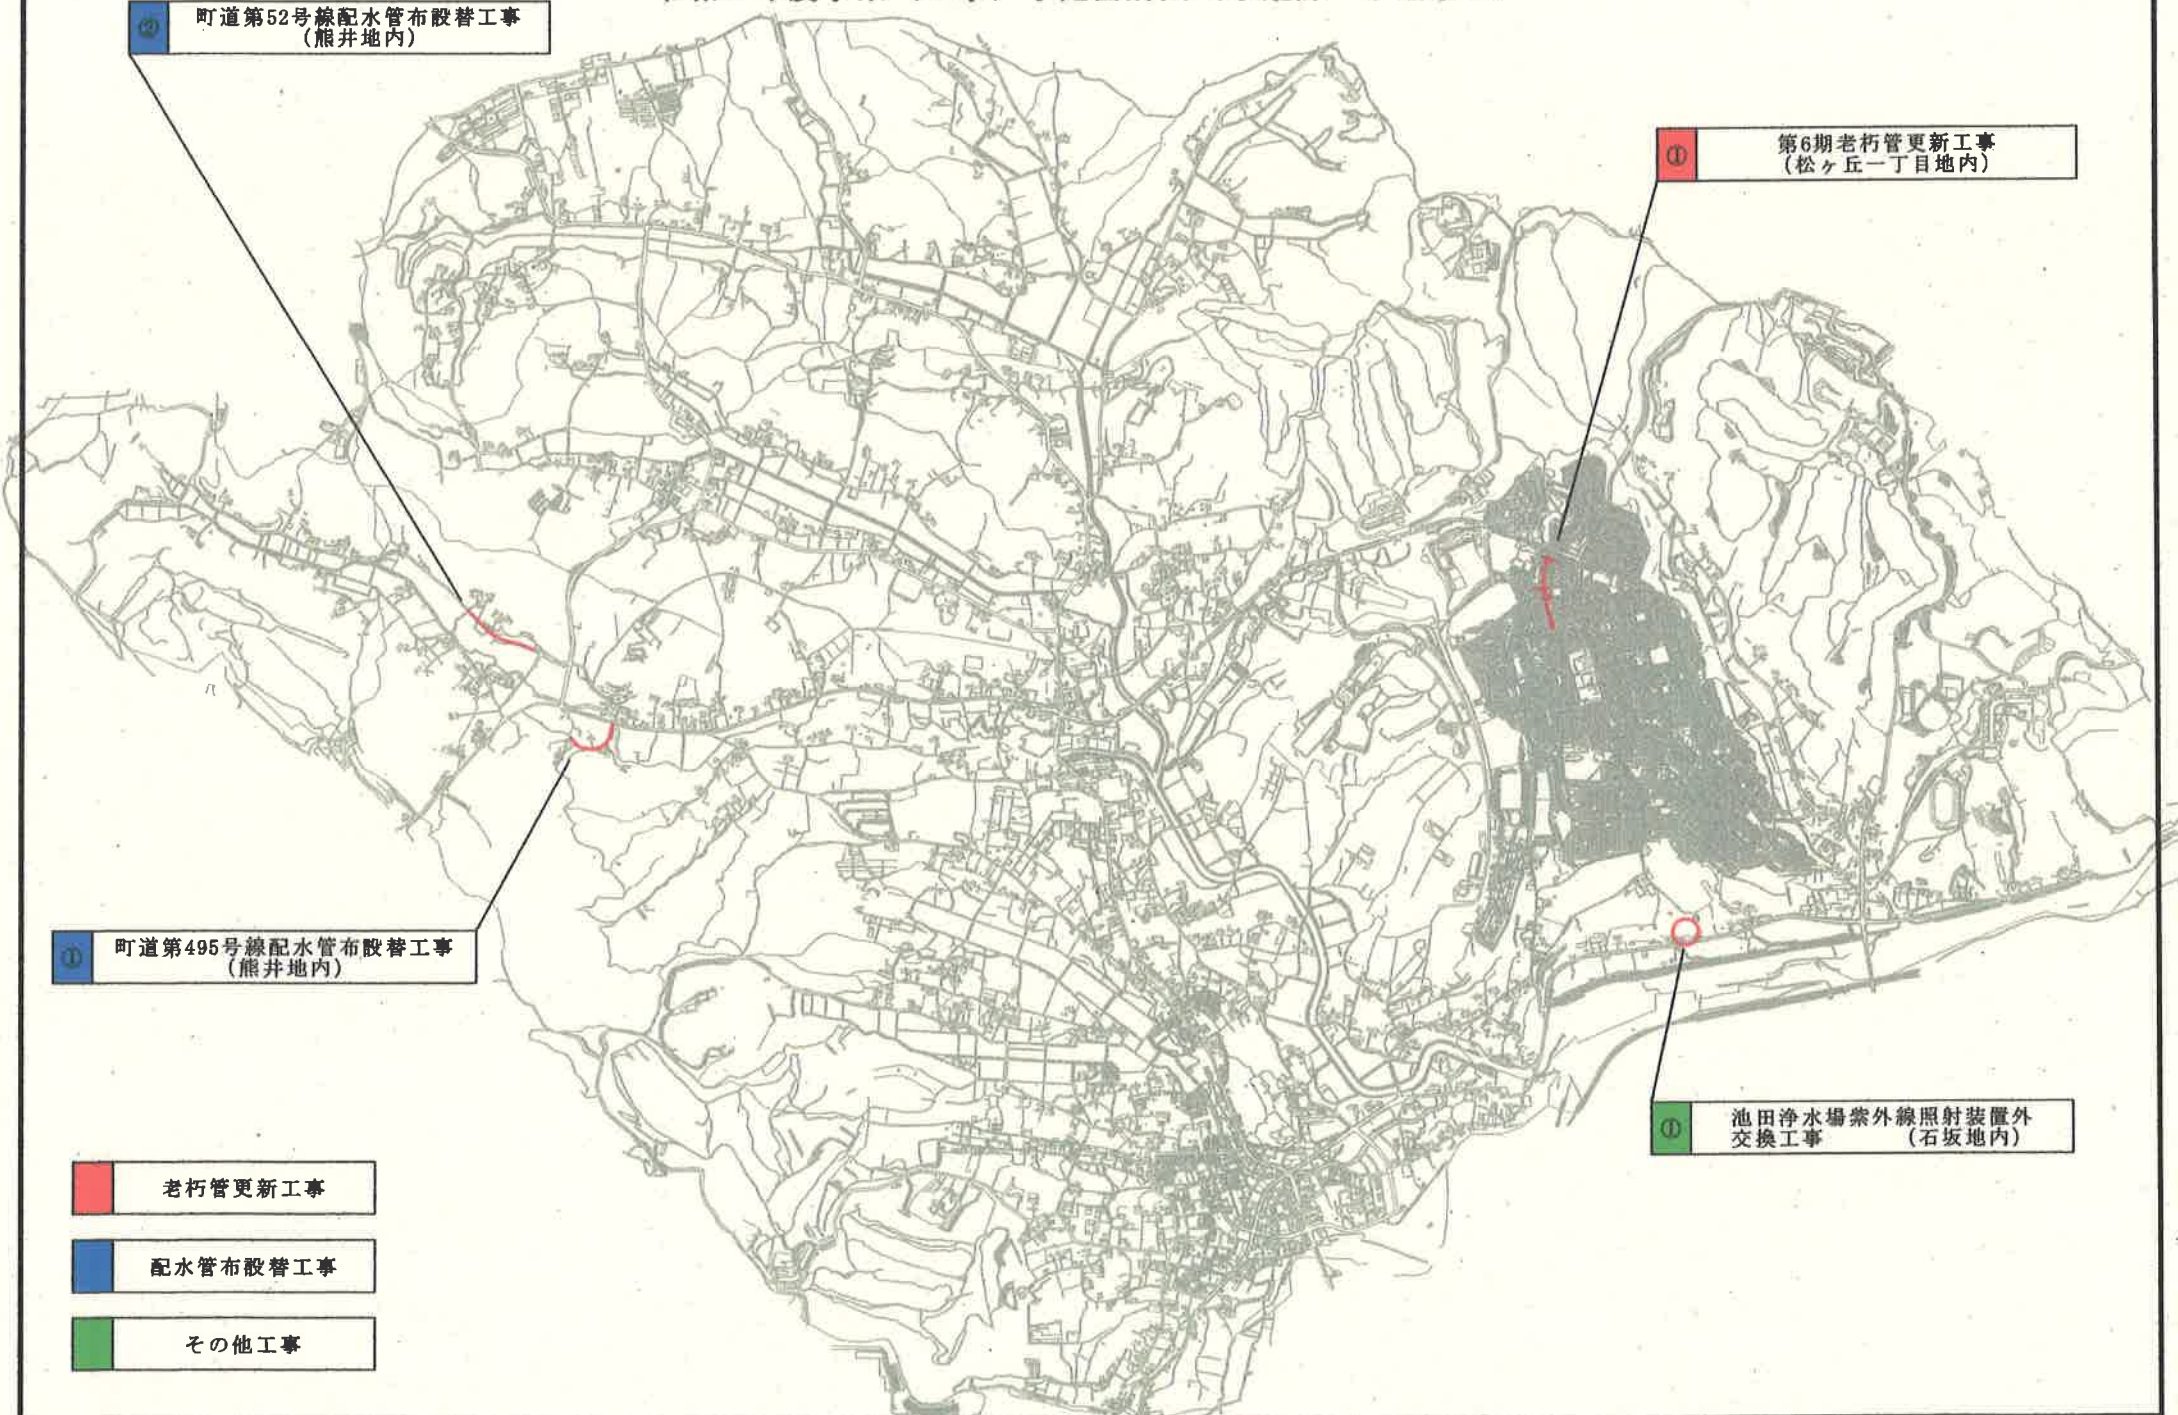 ② 町道第52号線配水管布設替工事
(熊井地内)
① 第6期老朽管更新工事
(松ヶ丘一丁目地内)
① 町道第495号線配水管布設替工事
(熊井地内)
① 池田浄水場紫外線照射装置外
交換工事 (石坂地内)
老朽管更新工事
配水管布設替工事
その他工事